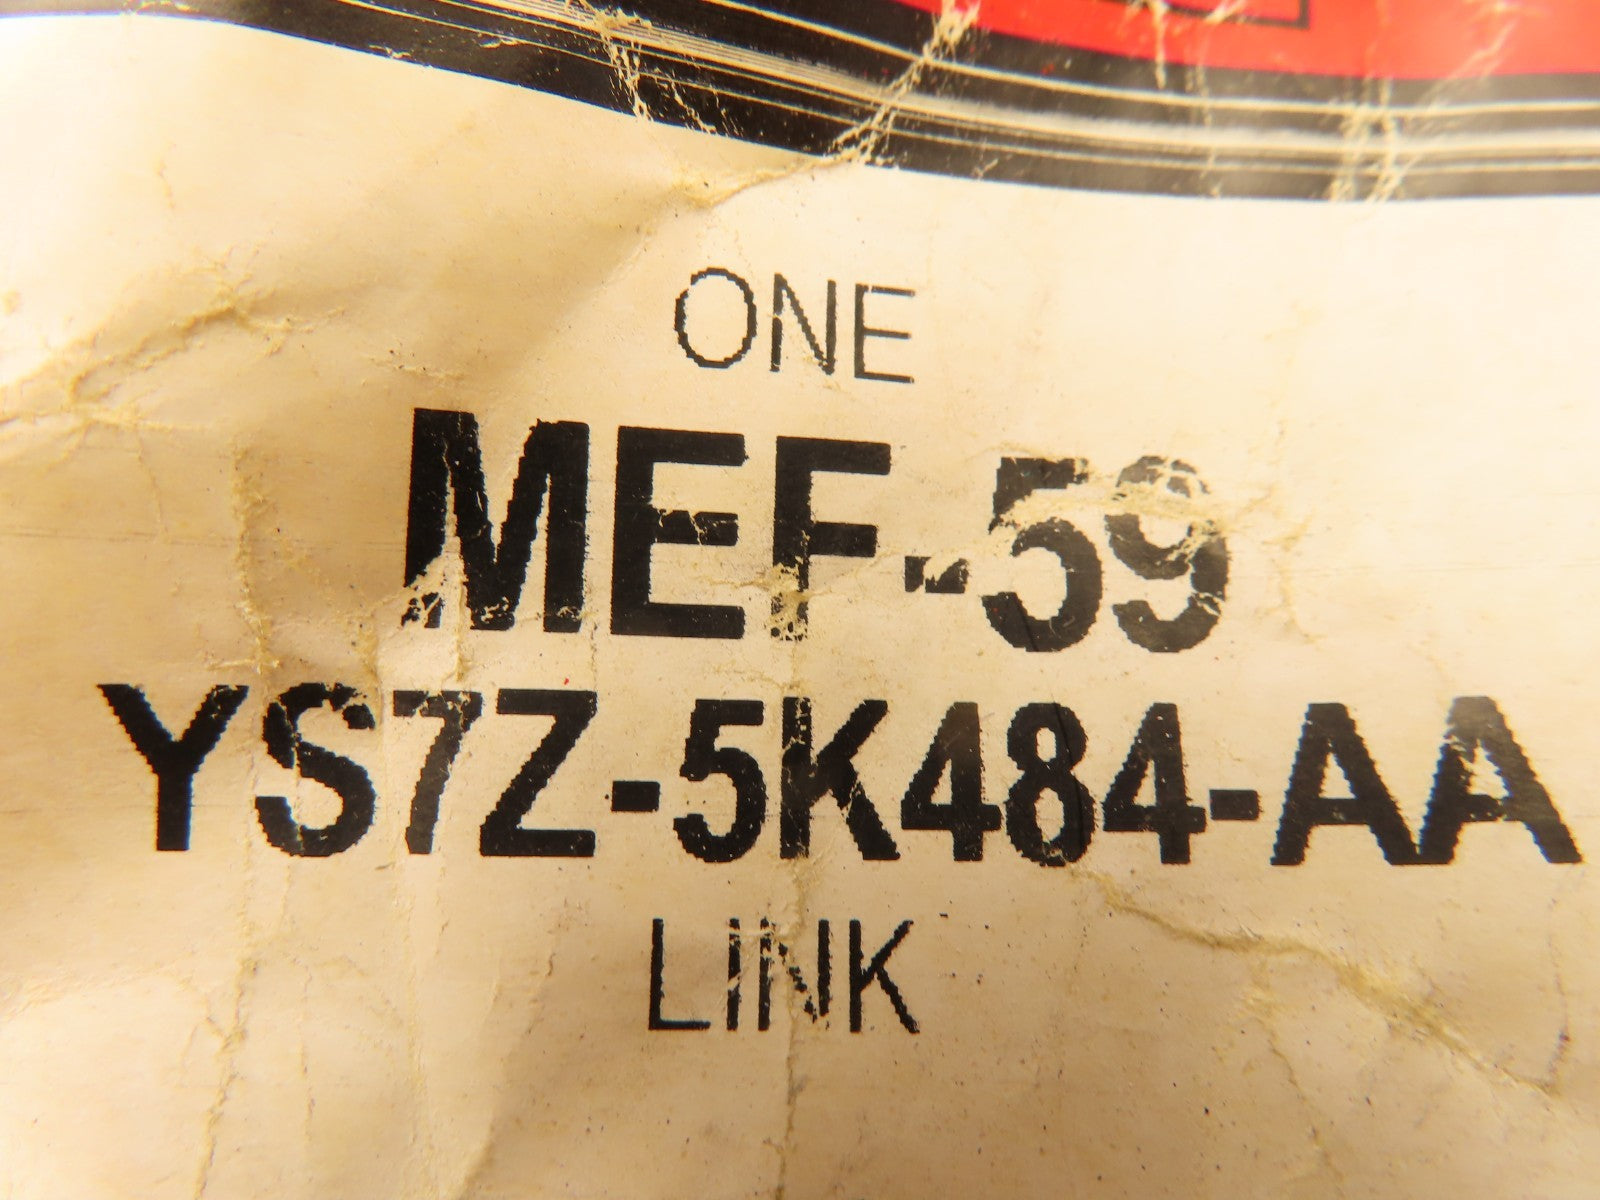 ONE
MEF-59
YS7Z-5K484-AA
LINK